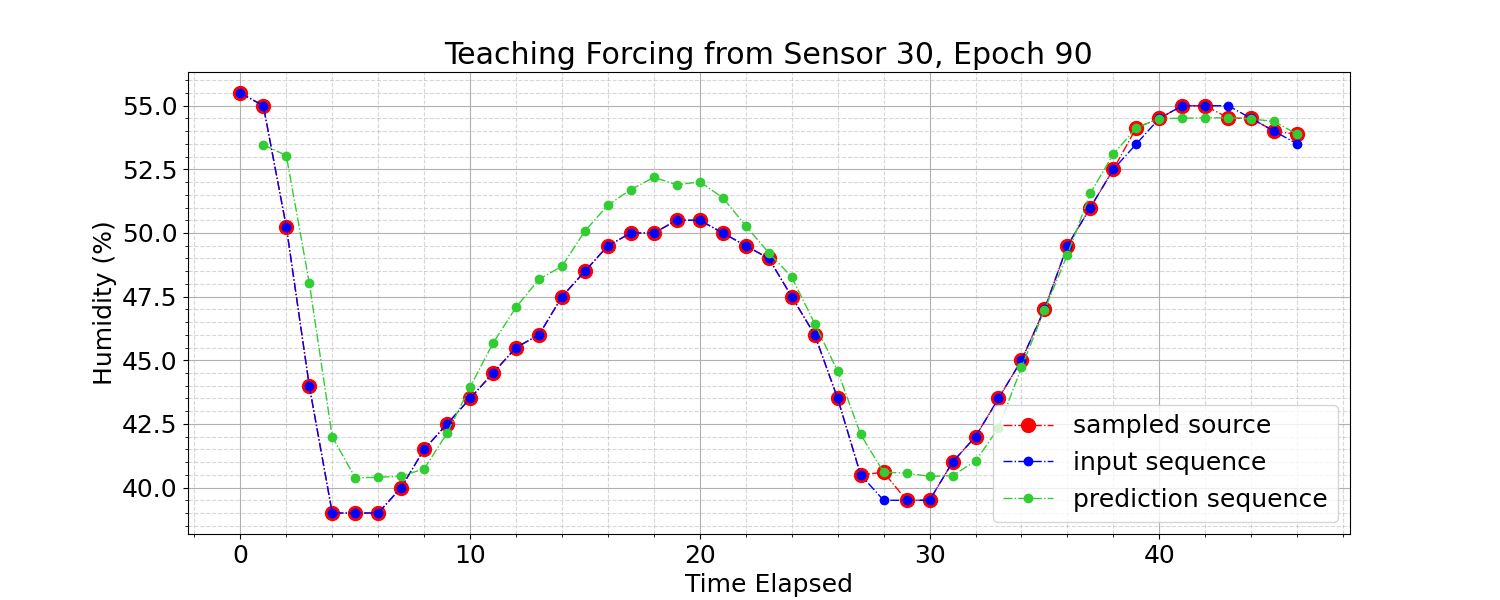 Teaching Forcing from Sensor 30, Epoch 90
Humidity (%)
55.0
52.5
50.0
47.5
45.0
42.5
40.0
sampled source
input sequence
prediction sequence
0 10 20 30 40
Time Elapsed